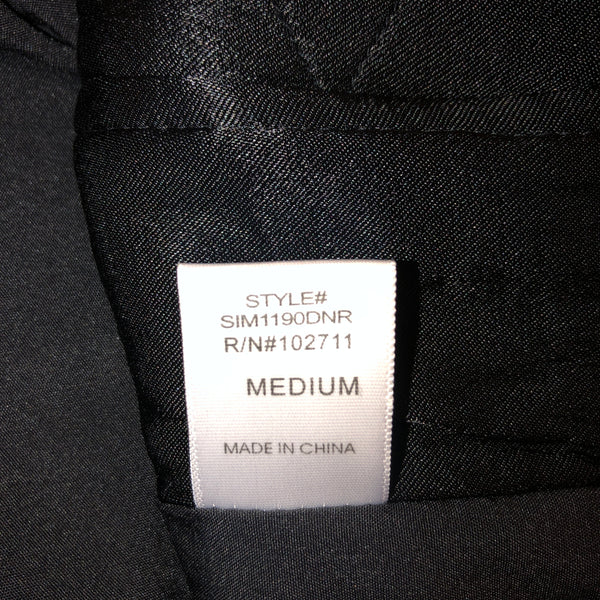 STYLE#
SIM1190DNR
R/N#102711
MEDIUM
MADE IN CHINA